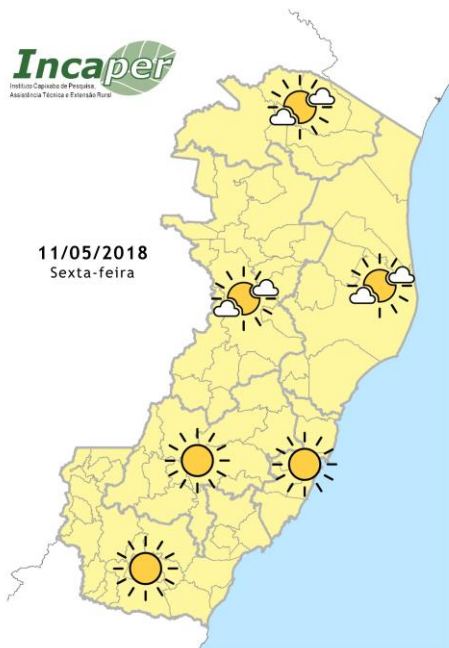 Incaper
Instituto Capixaba de Pesquisa,
Assistência Técnica e Extensão Rural
11/05/2018
Sexta-feira